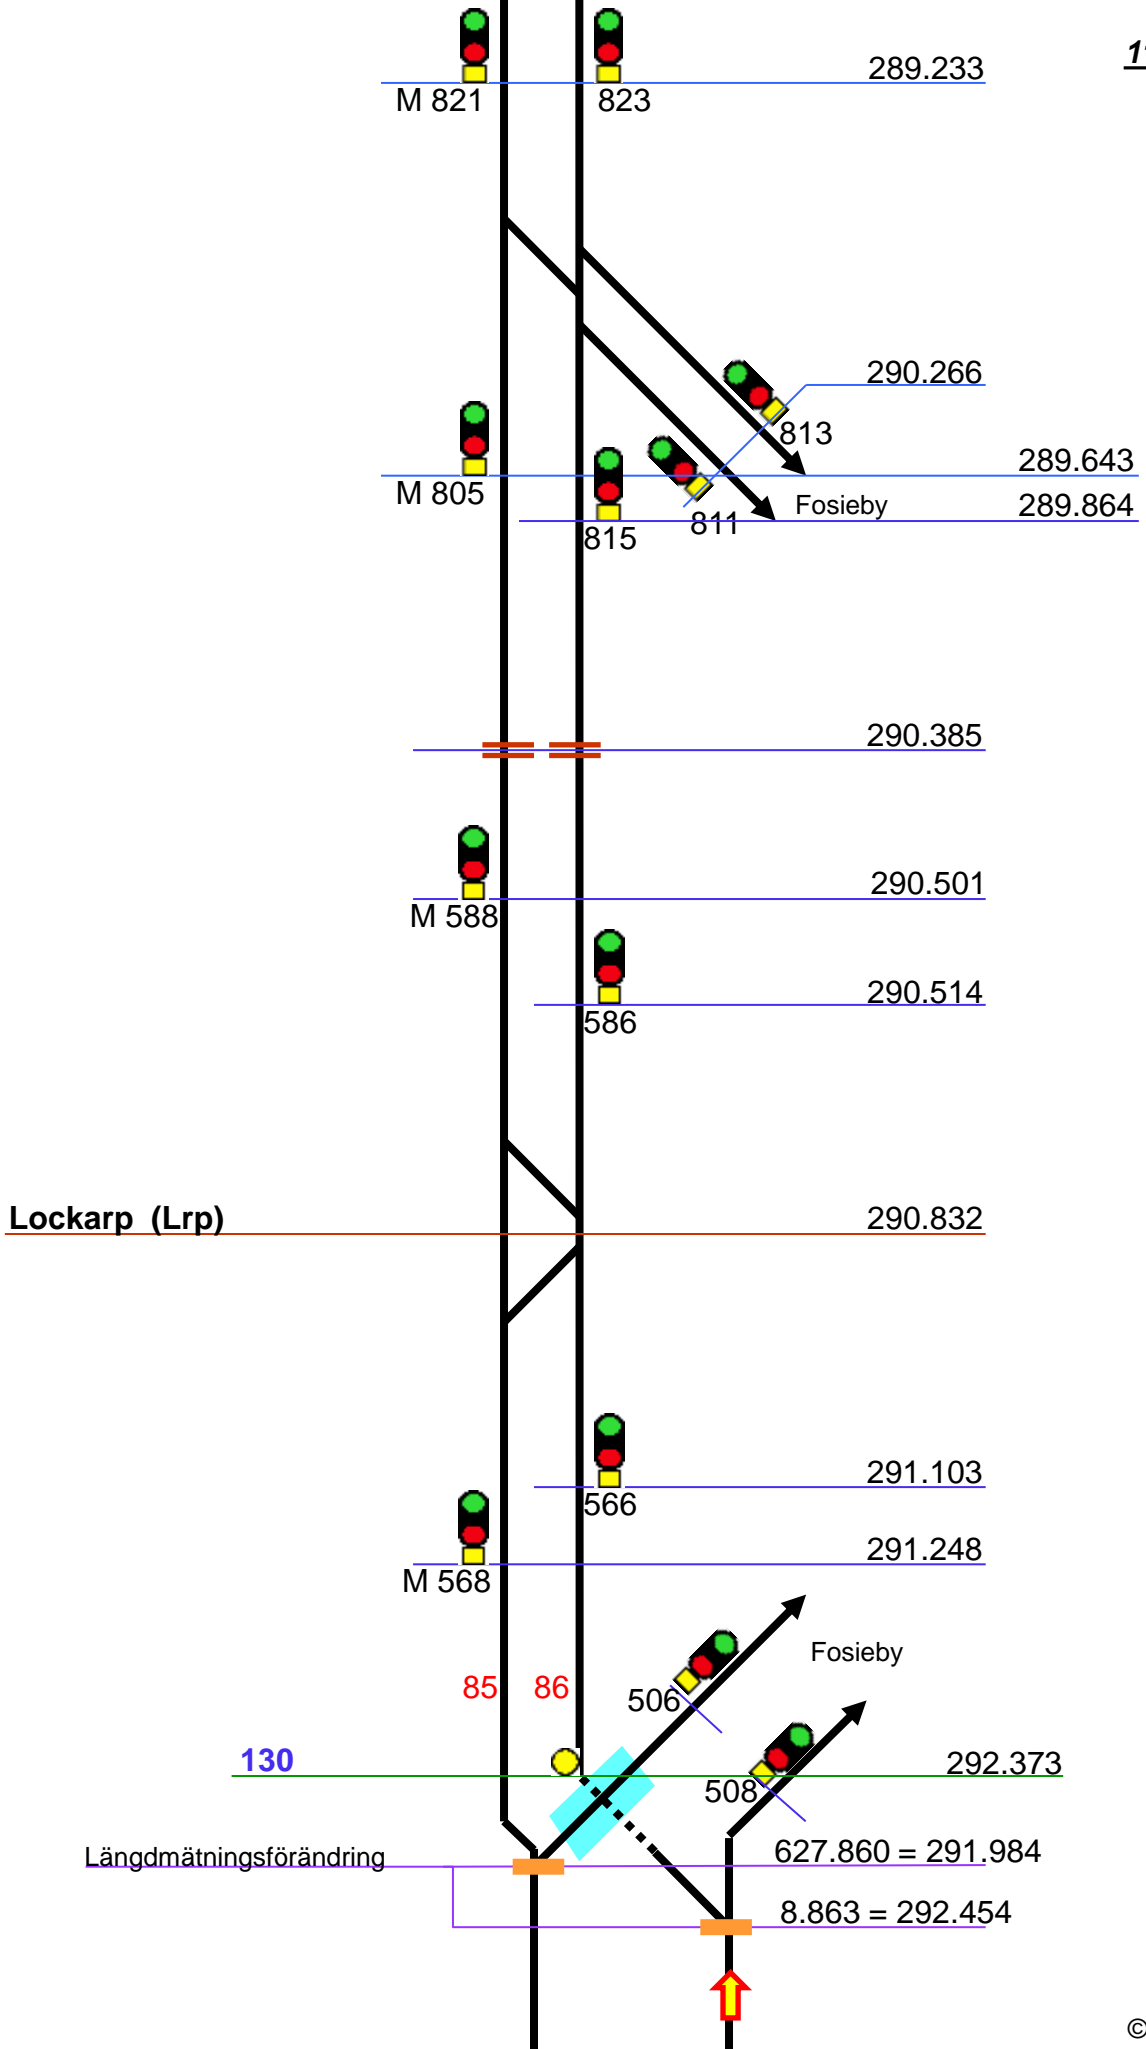 289.233
M 821
823
290.266
813
289.643
M 805
Fosieby
289.864
811
815
290.385
290.501
M 588
290.514
586
Lockarp (Lrp)
290.832
291.103
566
291.248
M 568
Fosieby
85
86
506
130
292.373
508
Längdmätningsförändring
627.860 = 291.984
8.863 = 292.454
©